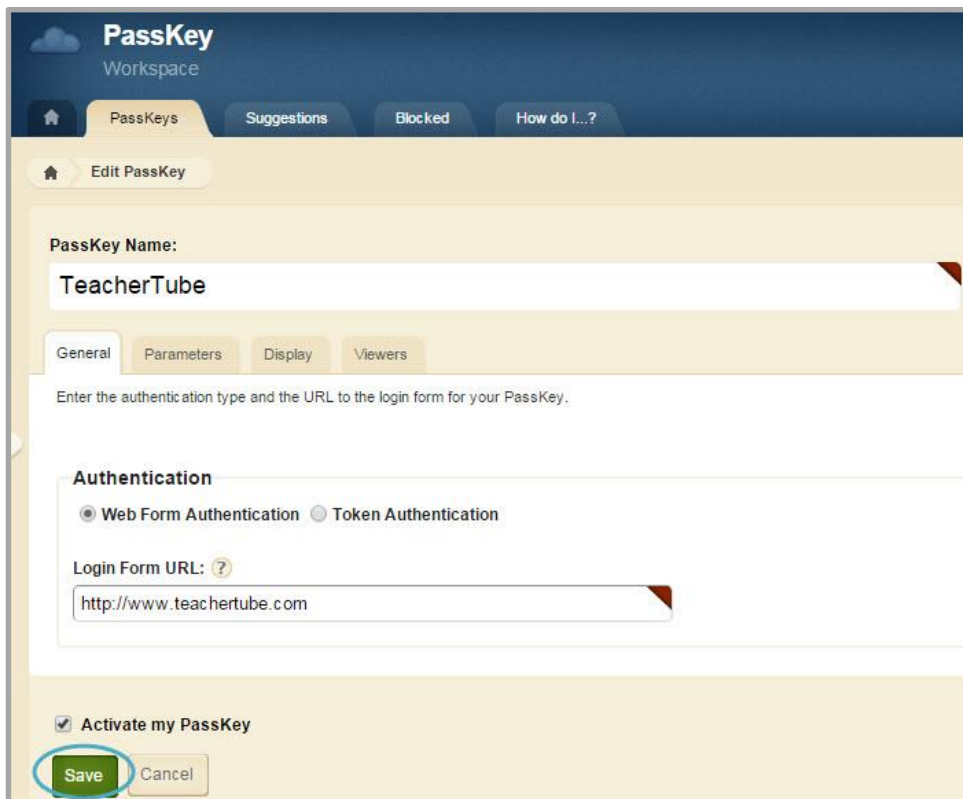 PassKey
Workspace
PassKeys Suggestions Blocked How do I...?
Edit PassKey
PassKey Name:
TeacherTube
General Parameters Display Viewers
Enter the authentication type and the URL to the login form for your PassKey.
Authentication
Web Form Authentication Token Authentication
Login Form URL: ?
http://www.teachertube.com
Activate my PassKey
Save Cancel